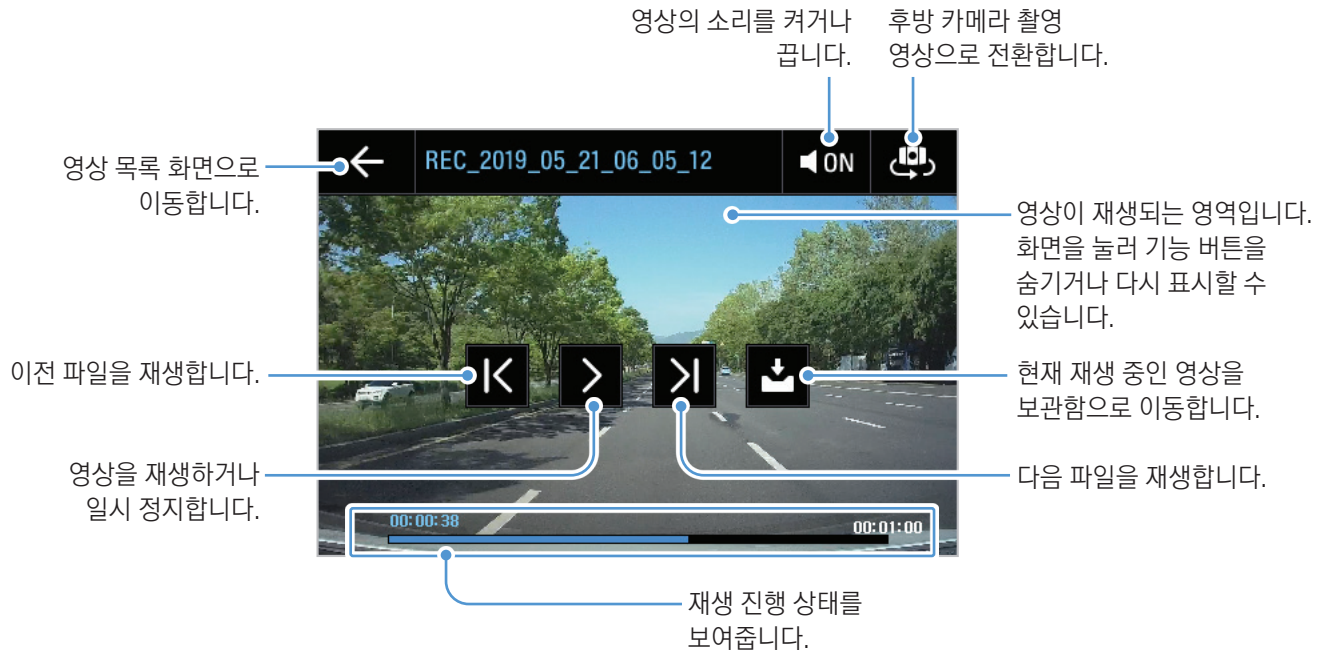 영상의 소리를 켜거나
끕니다.
후방 카메라 촬영
영상으로 전환합니다.
영상 목록 화면으로
이동합니다.
REC_2019_05_21_06_05_12
ON
영상이 재생되는 영역입니다.
화면을 눌러 기능 버튼을
숨기거나 다시 표시할 수
있습니다.
이전 파일을 재생합니다.
현재 재생 중인 영상을
보관함으로 이동합니다.
영상을 재생하거나
일시 정지합니다.
다음 파일을 재생합니다.
00:00:38
00:01:00
재생 진행 상태를
보여줍니다.